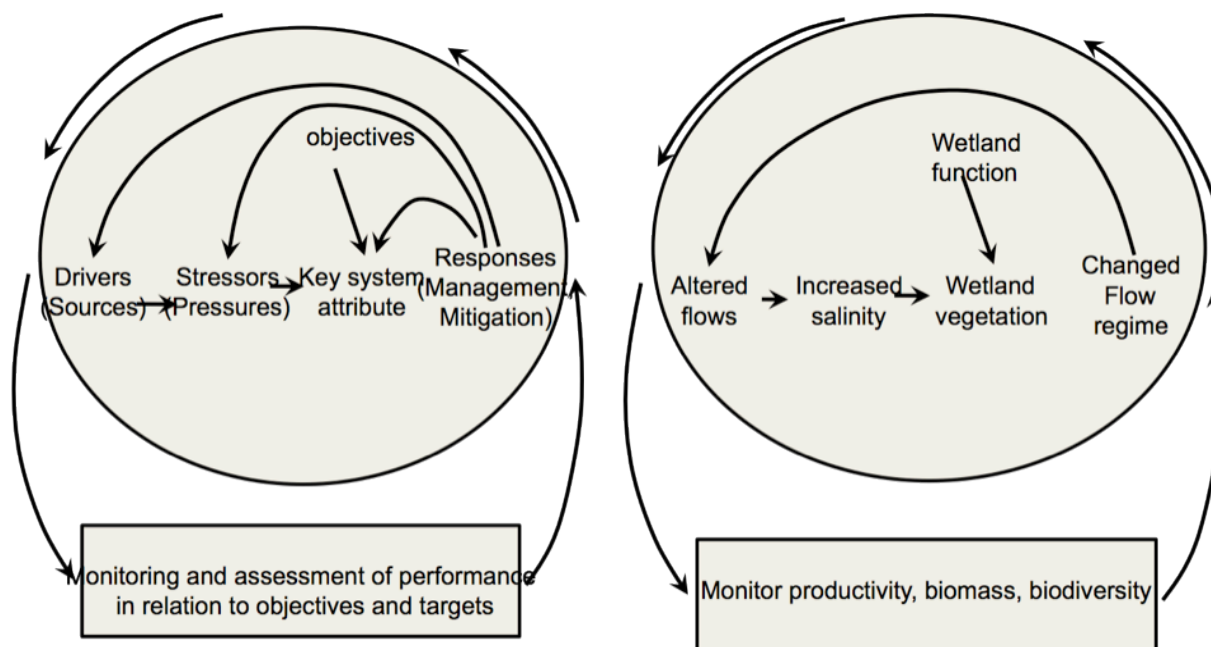 objectives
Drivers
(Sources)
Stressors
(Pressures)
Key system
attribute
Responses
(Management,
Mitigation)
Monitoring and assessment of performance
in relation to objectives and targets
Wetland
function
Altered
flows
Increased
salinity
Wetland
vegetation
Changed
Flow
regime
Monitor productivity, biomass, biodiversity